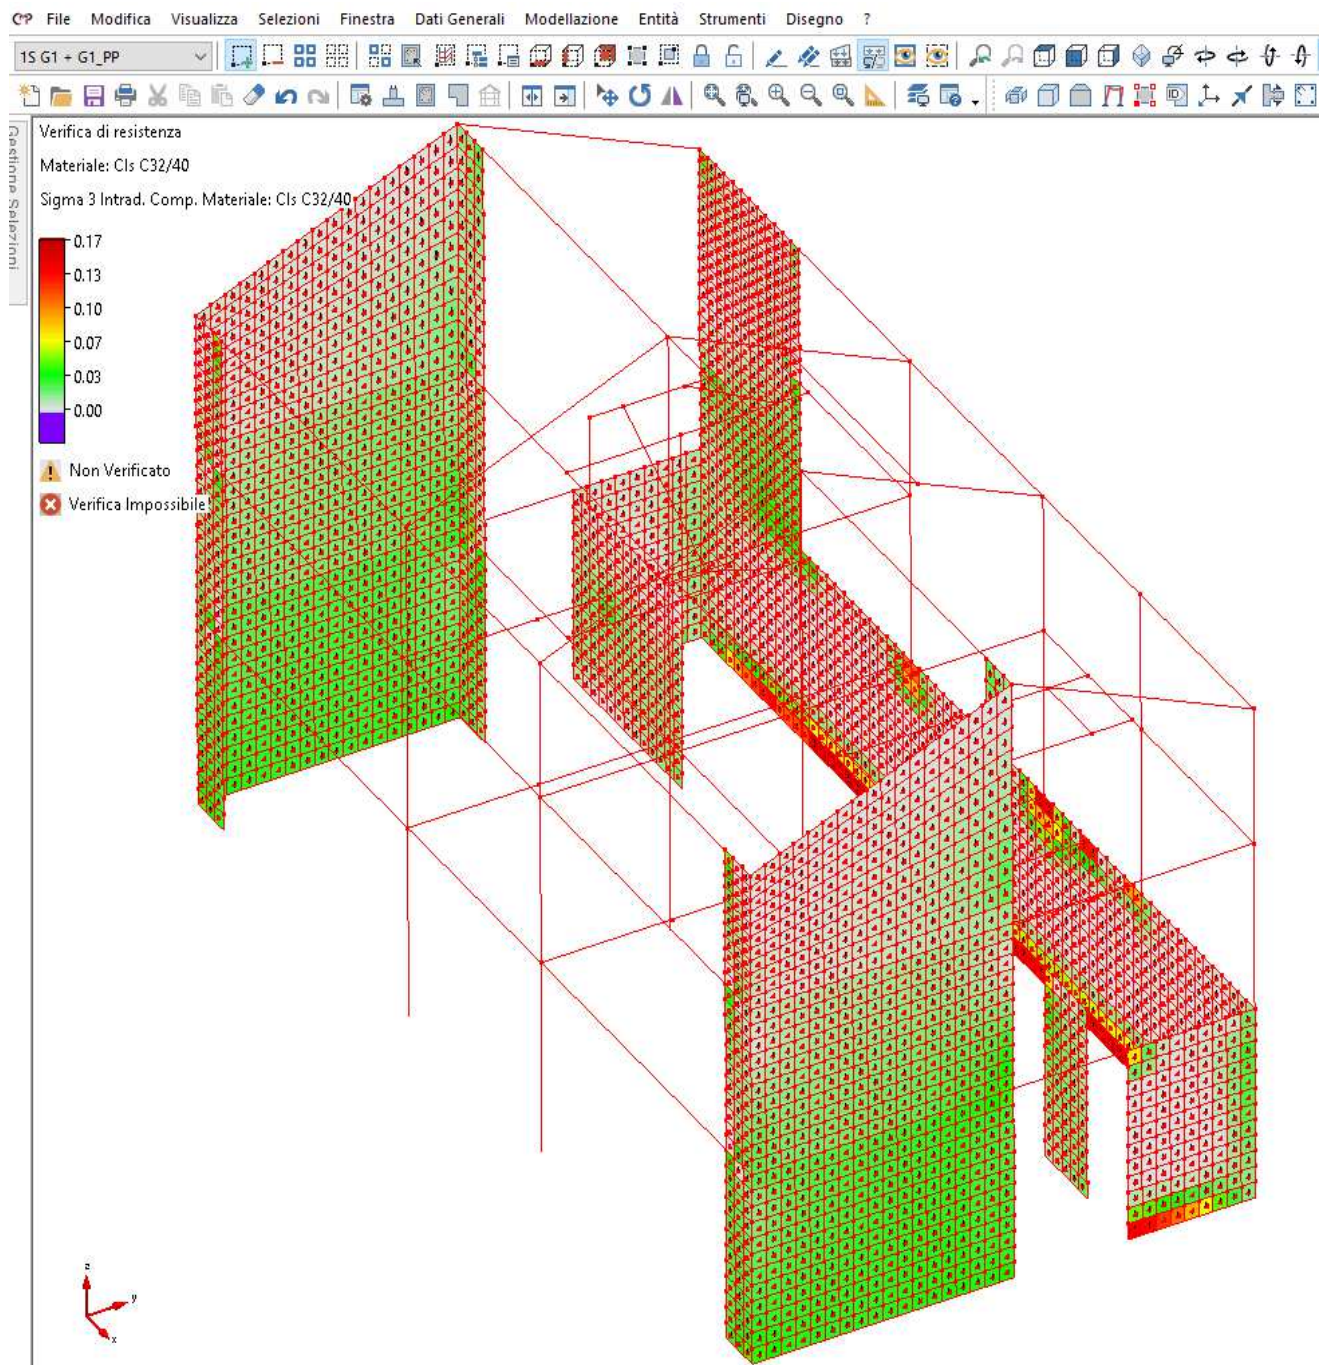 File Modifica Visualizza Selezioni Finestra Dati Generali Modellazione Entità Strumenti Disegno ?
1S G1 + G1_PP
Gestione Selezioni
Verifica di resistenza
Materiale: Cls C32/40
Sigma 3 Intrad. Comp. Materiale: Cls C32/40
0.17
0.13
0.10
0.07
0.03
0.00
Non Verificato
Verifica Impossibile
z
y
x